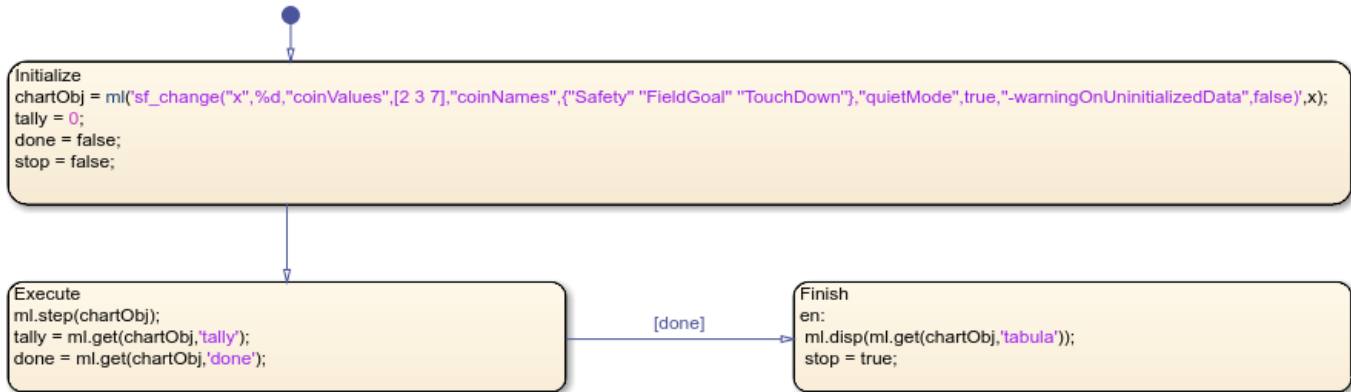 Initialize
chartObj = ml('sf_change("x",%d,"coinValues",[2 3 7],"coinNames",{"Safety" "FieldGoal" "TouchDown"},"quietMode",true,"-warningOnUninitializedData",false)',x);
tally = 0;
done = false;
stop = false;
Execute
ml.step(chartObj);
tally = ml.get(chartObj,'tally');
done = ml.get(chartObj,'done');
[done]
Finish
en:
ml.disp(ml.get(chartObj,'tabula'));
stop = true;